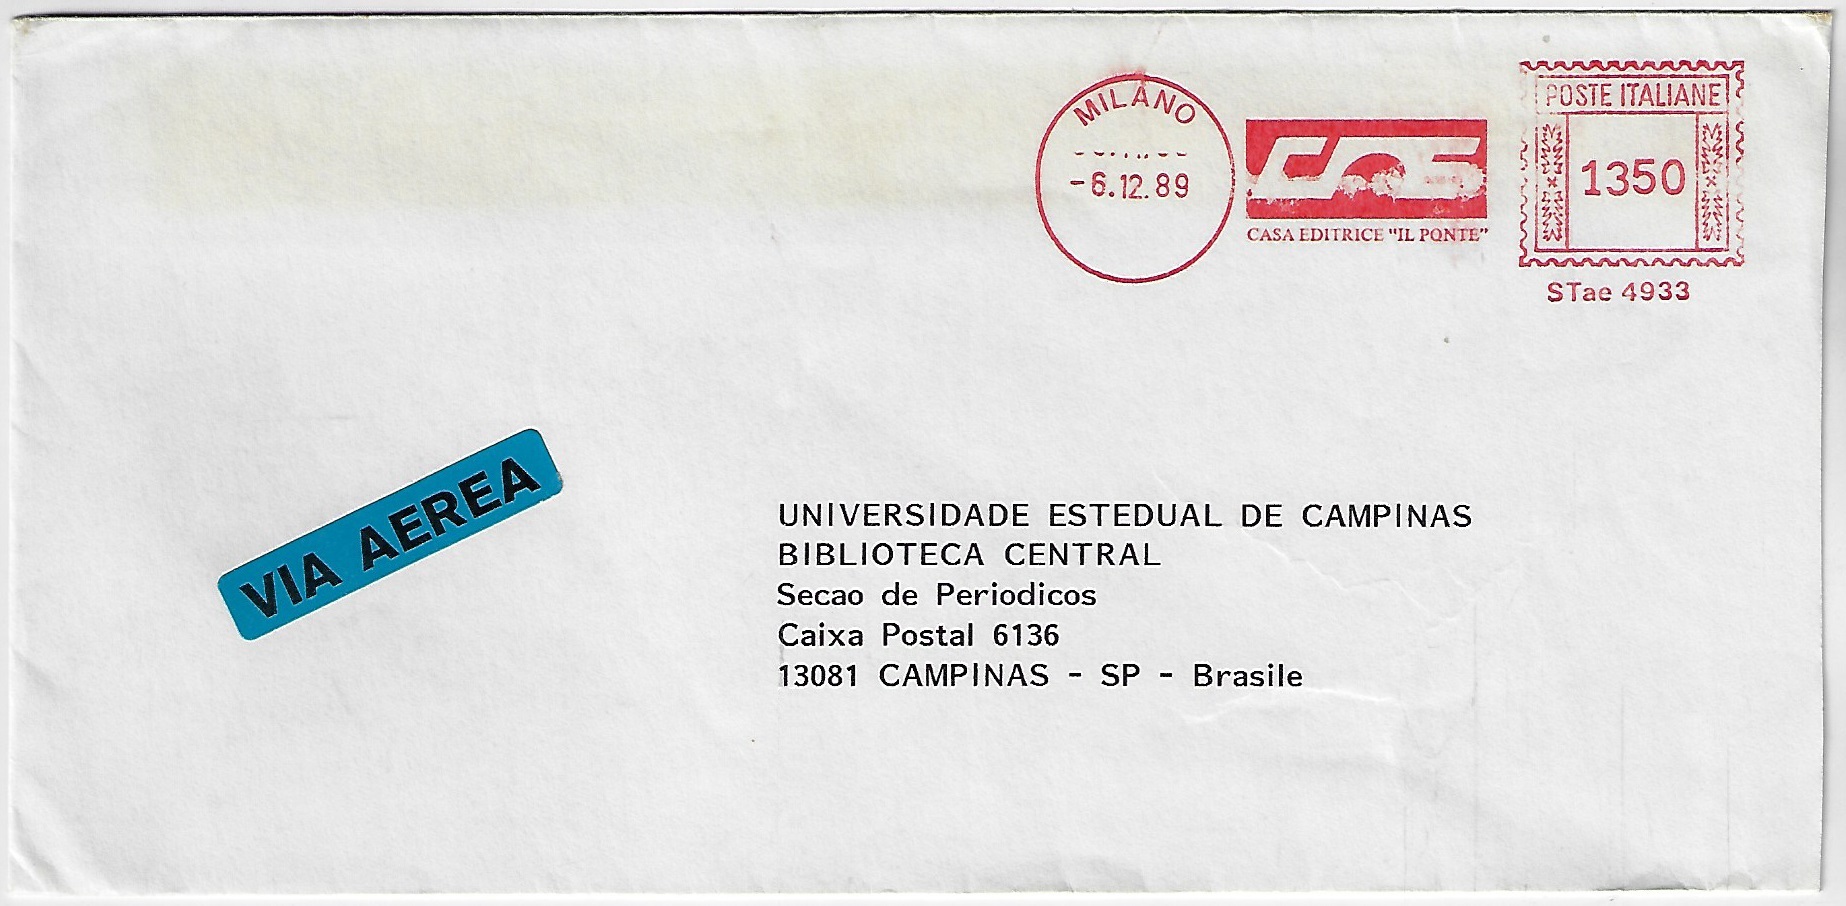 MILANO
-6.12.89
CASA EDITRICE "IL PONTE"
POSTE ITALIANE
1350
STae 4933
VIA AEREA
UNIVERSIDADE ESTEDUAL DE CAMPINAS
BIBLIOTECA CENTRAL
Secao de Periodicos
Caixa Postal 6136
13081 CAMPINAS - SP - Brasile